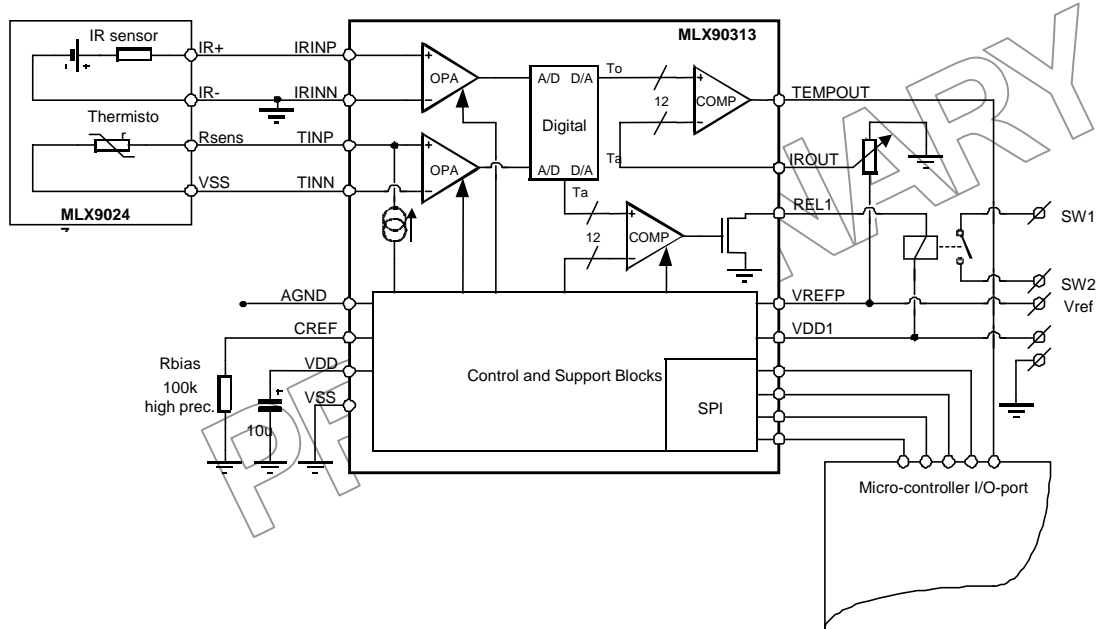 IR sensor
IR+
IRINP
MLX90313
IR-
IRINN
OPA
A/D D/A
To
12
COMP
TEMPOUT
Digital
Thermisto
r
Rsens
TINP
Ta
IROUT
VSS
TINN
OPA
A/D D/A
Ta
REL1
SW1
MLX9024
12
COMP
SW2
AGND
VREFP
Vref
CREF
VDD1
Rbias
100k
high prec.
VDD
VSS
10u
Control and Support Blocks
SPI
Micro-controller I/O-port